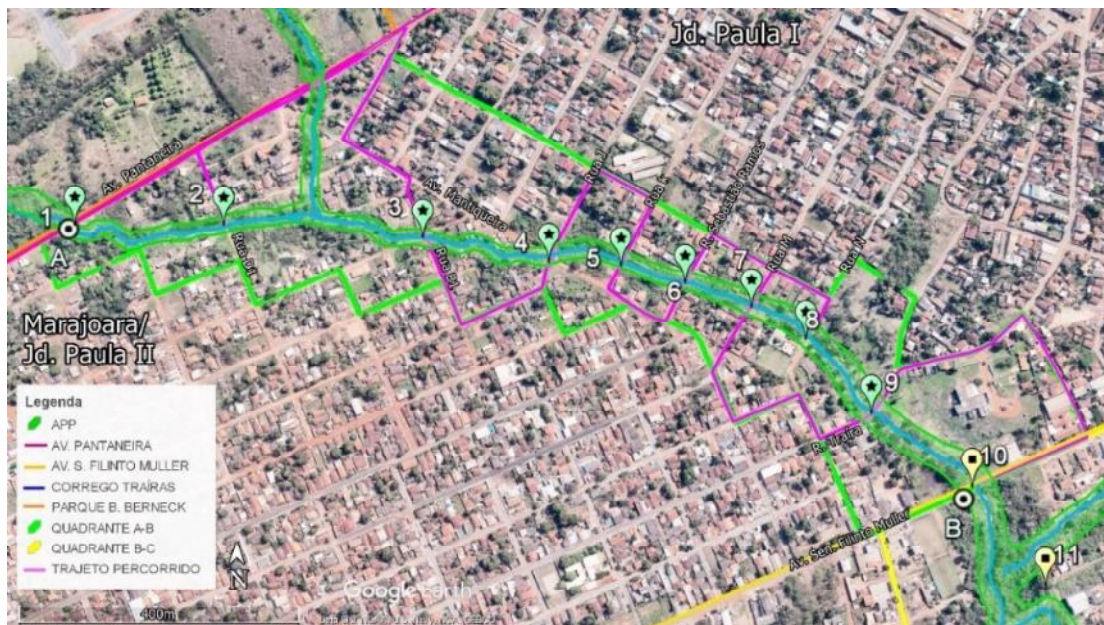 Jd. Paula I
Av. Pantaneira
1
2
3
4
5
6
7
8
9
10
11
A
B
Av. Mantiqueira
Rua M
Rua N
R. Traíra
Av. Sen. Filinto Muller
Marajoara/
Jd. Paula II
Legenda
APP
AV. PANTANEIRA
AV. S. FILINTO MULLER
CORREGO TRAÍRAS
PARQUE B. BERNECK
QUADRANTE A-B
QUADRANTE B-C
TRAJETO PERCORRIDO
N
400m
Google Earth